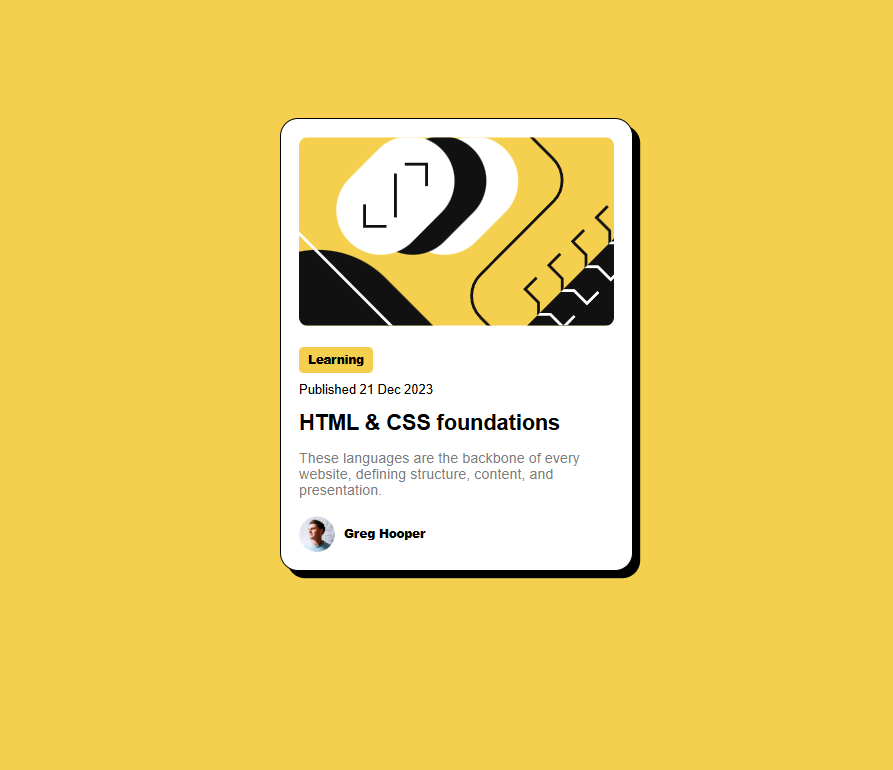 Learning
Published 21 Dec 2023
HTML & CSS foundations
These languages are the backbone of every
website, defining structure, content, and
presentation.
Greg Hooper